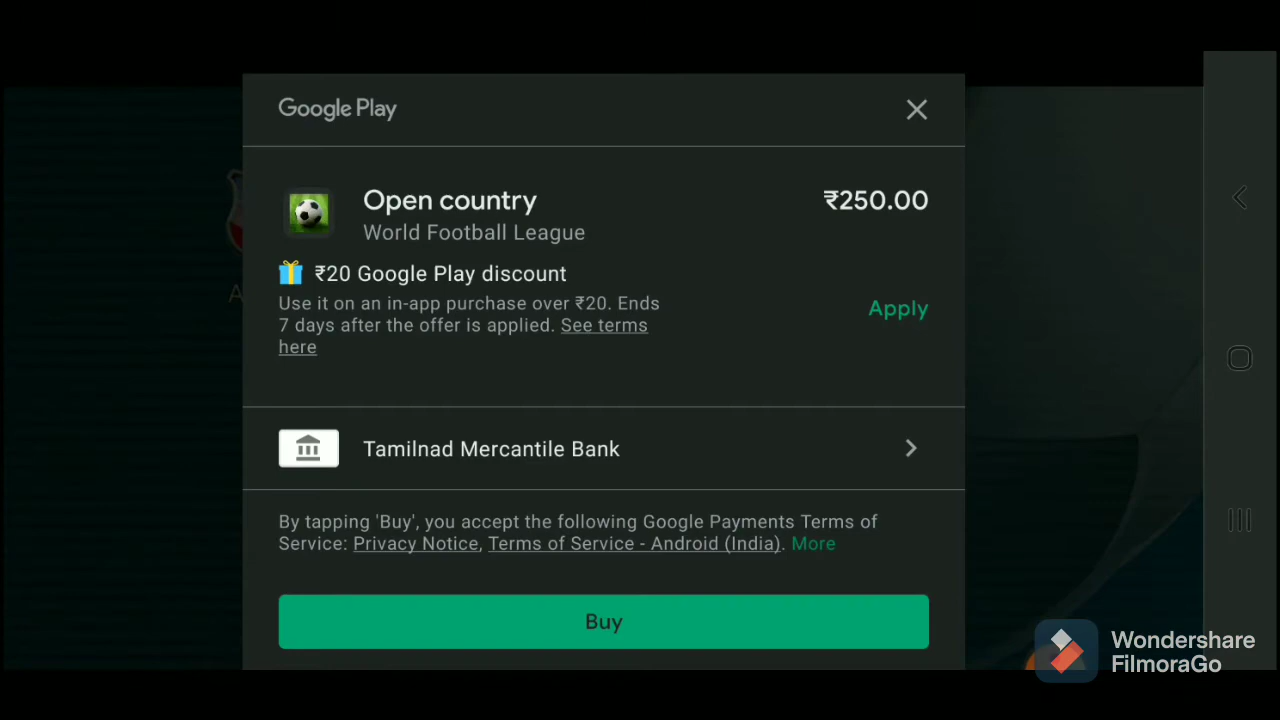 Google Play
Open country
₹250.00
World Football League
₹20 Google Play discount
Use it on an in-app purchase over ₹20. Ends
7 days after the offer is applied. See terms
here
Apply
Tamilnad Mercantile Bank
By tapping 'Buy', you accept the following Google Payments Terms of
Service: Privacy Notice, Terms of Service - Android (India). More
Buy
Wondershare
FilmoraGo